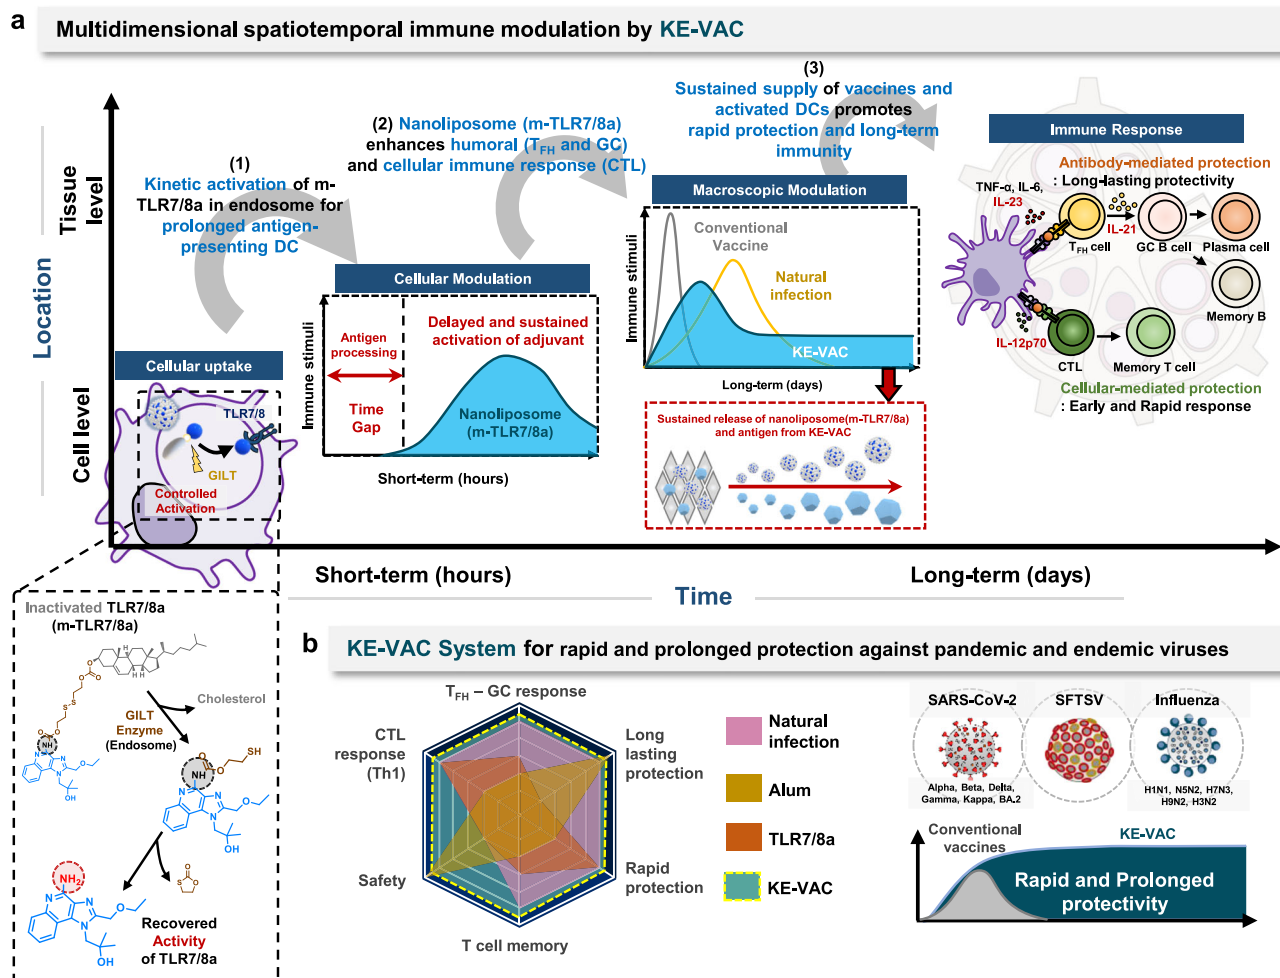 a
Multidimensional spatiotemporal immune modulation by KE-VAC
Location
Tissue level
Cell level
(1)
Kinetic activation of m-
TLR7/8a in endosome for
prolonged antigen-
presenting DC
(2) Nanoliposome (m-TLR7/8a)
enhances humoral (TFH and GC)
and cellular immune response (CTL)
(3)
Sustained supply of vaccines and
activated DCs promotes
rapid protection and long-term
immunity
Cellular uptake
TLR7/8
GILT
Controlled
Activation
Cellular Modulation
Immune stimuli
Antigen
processing
Time
Gap
Delayed and sustained
activation of adjuvant
Nanoliposome
(m-TLR7/8a)
Short-term (hours)
Macroscopic Modulation
Immune stimuli
Conventional
Vaccine
Natural
infection
KE-VAC
Long-term (days)
Sustained release of nanoliposome(m-TLR7/8a)
and antigen from KE-VAC
Immune Response
Antibody-mediated protection
: Long-lasting protectivity
TNF-α, IL-6,
IL-23
IL-21
TFH cell
GC B cell
Plasma cell
Memory B
IL-12p70
CTL
Memory T cell
Cellular-mediated protection
: Early and Rapid response
Short-term (hours)
Long-term (days)
Time
Inactivated TLR7/8a
(m-TLR7/8a)
H
H
H
O
O
O
S
S
O
O
NH
N
N
N
O
OH
Cholesterol
GILT
Enzyme
(Endosome)
SH
O
O
NH
N
N
N
O
OH
O
O
S
NH2
N
N
N
O
OH
Recovered
Activity
of TLR7/8a
b
KE-VAC System for rapid and prolonged protection against pandemic and endemic viruses
TFH – GC response
CTL
response
(Th1)
Long
lasting
protection
Safety
Rapid
protection
T cell memory
Natural
infection
Alum
TLR7/8a
KE-VAC
SARS-CoV-2
SFTSV
Influenza
Alpha, Beta, Delta,
Gamma, Kappa, BA.2
H1N1, N5N2, H7N3,
H9N2, H3N2
Conventional
vaccines
KE-VAC
Rapid and Prolonged
protectivity